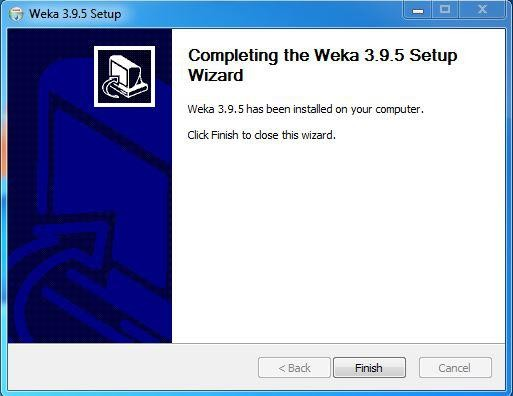 Weka 3.9.5 Setup
Completing the Weka 3.9.5 Setup
Wizard
Weka 3.9.5 has been installed on your computer.
Click Finish to close this wizard.
< Back
Finish
Cancel